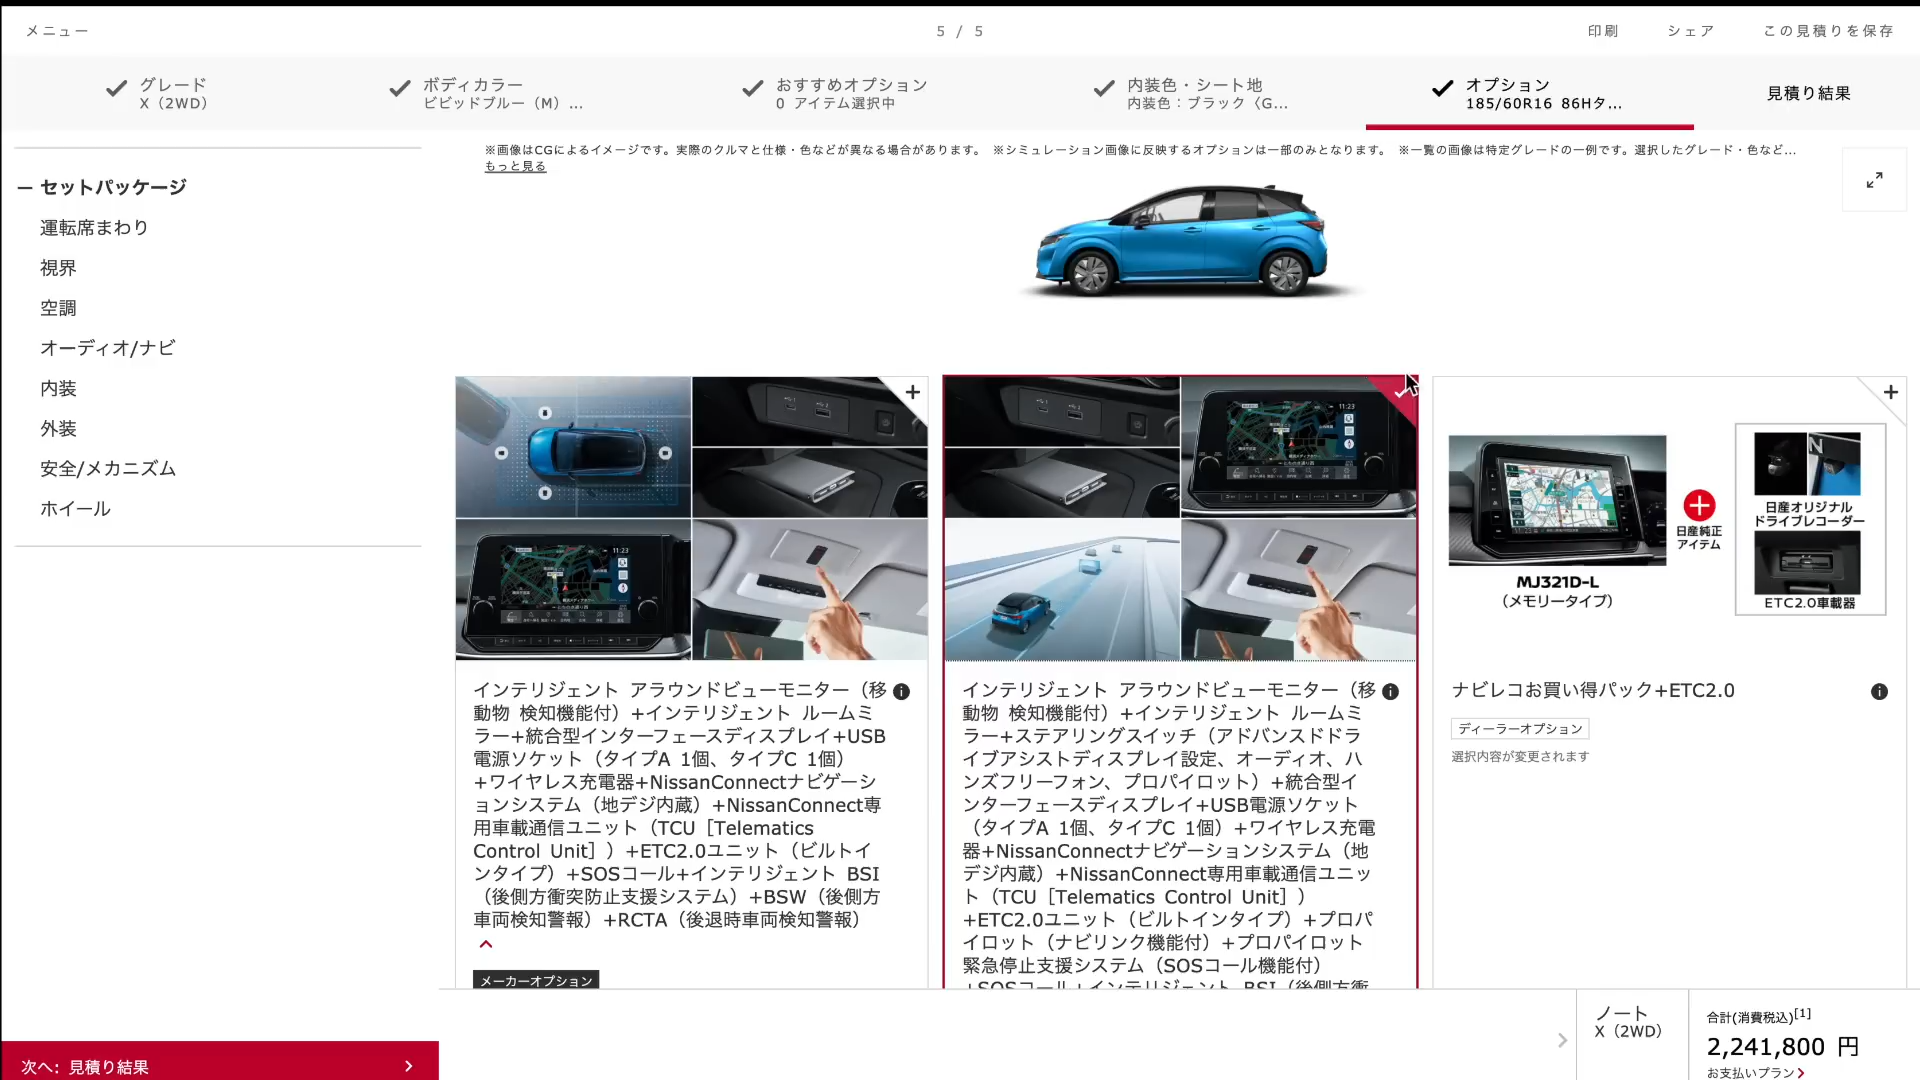 メニュー
5 / 5
印刷
シェア
この見積りを保存
グレード
X（2WD）
ボディカラー
ビビッドブルー（M）...
おすすめオプション
0 アイテム選択中
内装色・シート地
内装色：ブラック〈G...
オプション
185/60R16 86Hタ...
見積り結果
※画像はCGによるイメージです。実際のクルマと仕様・色などが異なる場合があります。 ※シミュレーション画像に反映するオプションは一部のみとなります。 ※一覧の画像は特定グレードの一例です。選択したグレード・色など...
もっと見る
セットパッケージ
運転席まわり
視界
空調
オーディオ/ナビ
内装
外装
安全/メカニズム
ホイール
11:23
11:23
MJ321D-L
（メモリータイプ）
日産純正
アイテム
日産オリジナル
ドライブレコーダー
ETC2.0車載器
インテリジェント アラウンドビューモニター（移
動物 検知機能付）+インテリジェント ルームミ
ラー+統合型インターフェースディスプレイ+USB
電源ソケット（タイプA 1個、タイプC 1個）
+ワイヤレス充電器+NissanConnectナビゲーシ
ョンシステム（地デジ内蔵）+NissanConnect専
用車載通信ユニット（TCU［Telematics
Control Unit］）+ETC2.0ユニット（ビルトイ
ンタイプ）+SOSコール+インテリジェント BSI
（後側方衝突防止支援システム）+BSW（後側方
車両検知警報）+RCTA（後退時車両検知警報）
メーカーオプション
インテリジェント アラウンドビューモニター（移
動物 検知機能付）+インテリジェント ルームミ
ラー+ステアリングスイッチ（アドバンスドドラ
イブアシストディスプレイ設定、オーディオ、ハ
ンズフリーフォン、プロパイロット）+統合型イ
ンターフェースディスプレイ+USB電源ソケット
（タイプA 1個、タイプC 1個）+ワイヤレス充電
器+NissanConnectナビゲーションシステム（地
デジ内蔵）+NissanConnect専用車載通信ユニッ
ト（TCU［Telematics Control Unit］）
+ETC2.0ユニット（ビルトインタイプ）+プロパ
イロット（ナビリンク機能付）+プロパイロット
緊急停止支援システム（SOSコール機能付）
+SOSコール+インテリジェント BSI（後側方衝
ナビレコお買い得パック+ETC2.0
ディーラーオプション
選択内容が変更されます
次へ: 見積り結果
ノート
X（2WD）
合計(消費税込)[1]
2,241,800 円
お支払いプラン